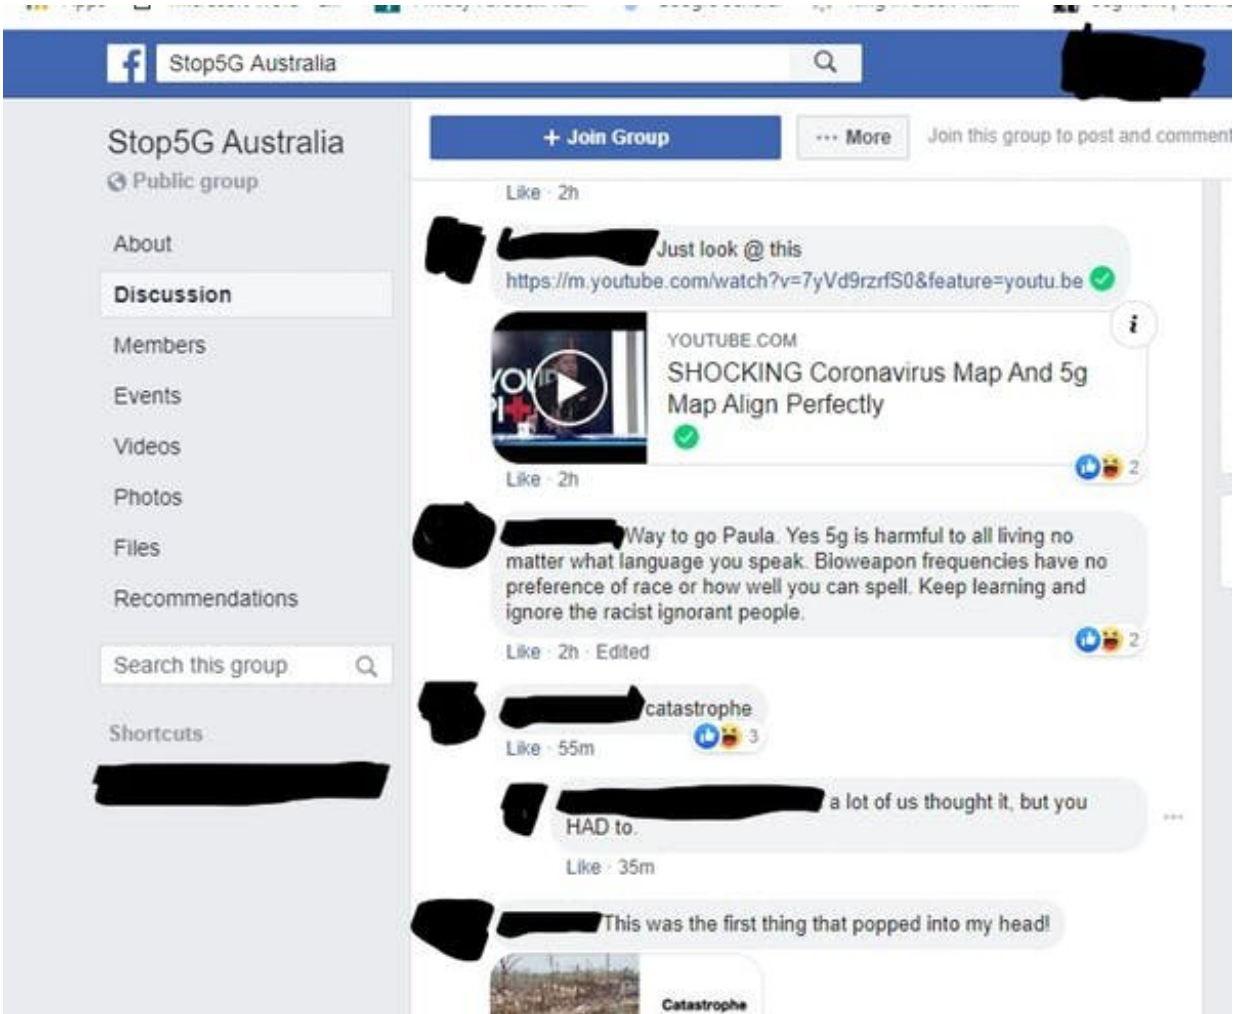 Stop5G Australia
Stop5G Australia
Public group
+ Join Group
··· More
Join this group to post and comment
About
Discussion
Members
Events
Videos
Photos
Files
Recommendations
Search this group
Shortcuts
Like · 2h
Just look @ this
https://m.youtube.com/watch?v=7yVd9rzrfS0&feature=youtu.be
YOUTUBE.COM
SHOCKING Coronavirus Map And 5g
Map Align Perfectly
2
Like · 2h
Way to go Paula. Yes 5g is harmful to all living no
matter what language you speak. Bioweapon frequencies have no
preference of race or how well you can spell. Keep learning and
ignore the racist ignorant people.
2
Like · 2h · Edited
catastrophe
3
Like · 55m
a lot of us thought it, but you
HAD to.
Like · 35m
This was the first thing that popped into my head!
Catastrophe